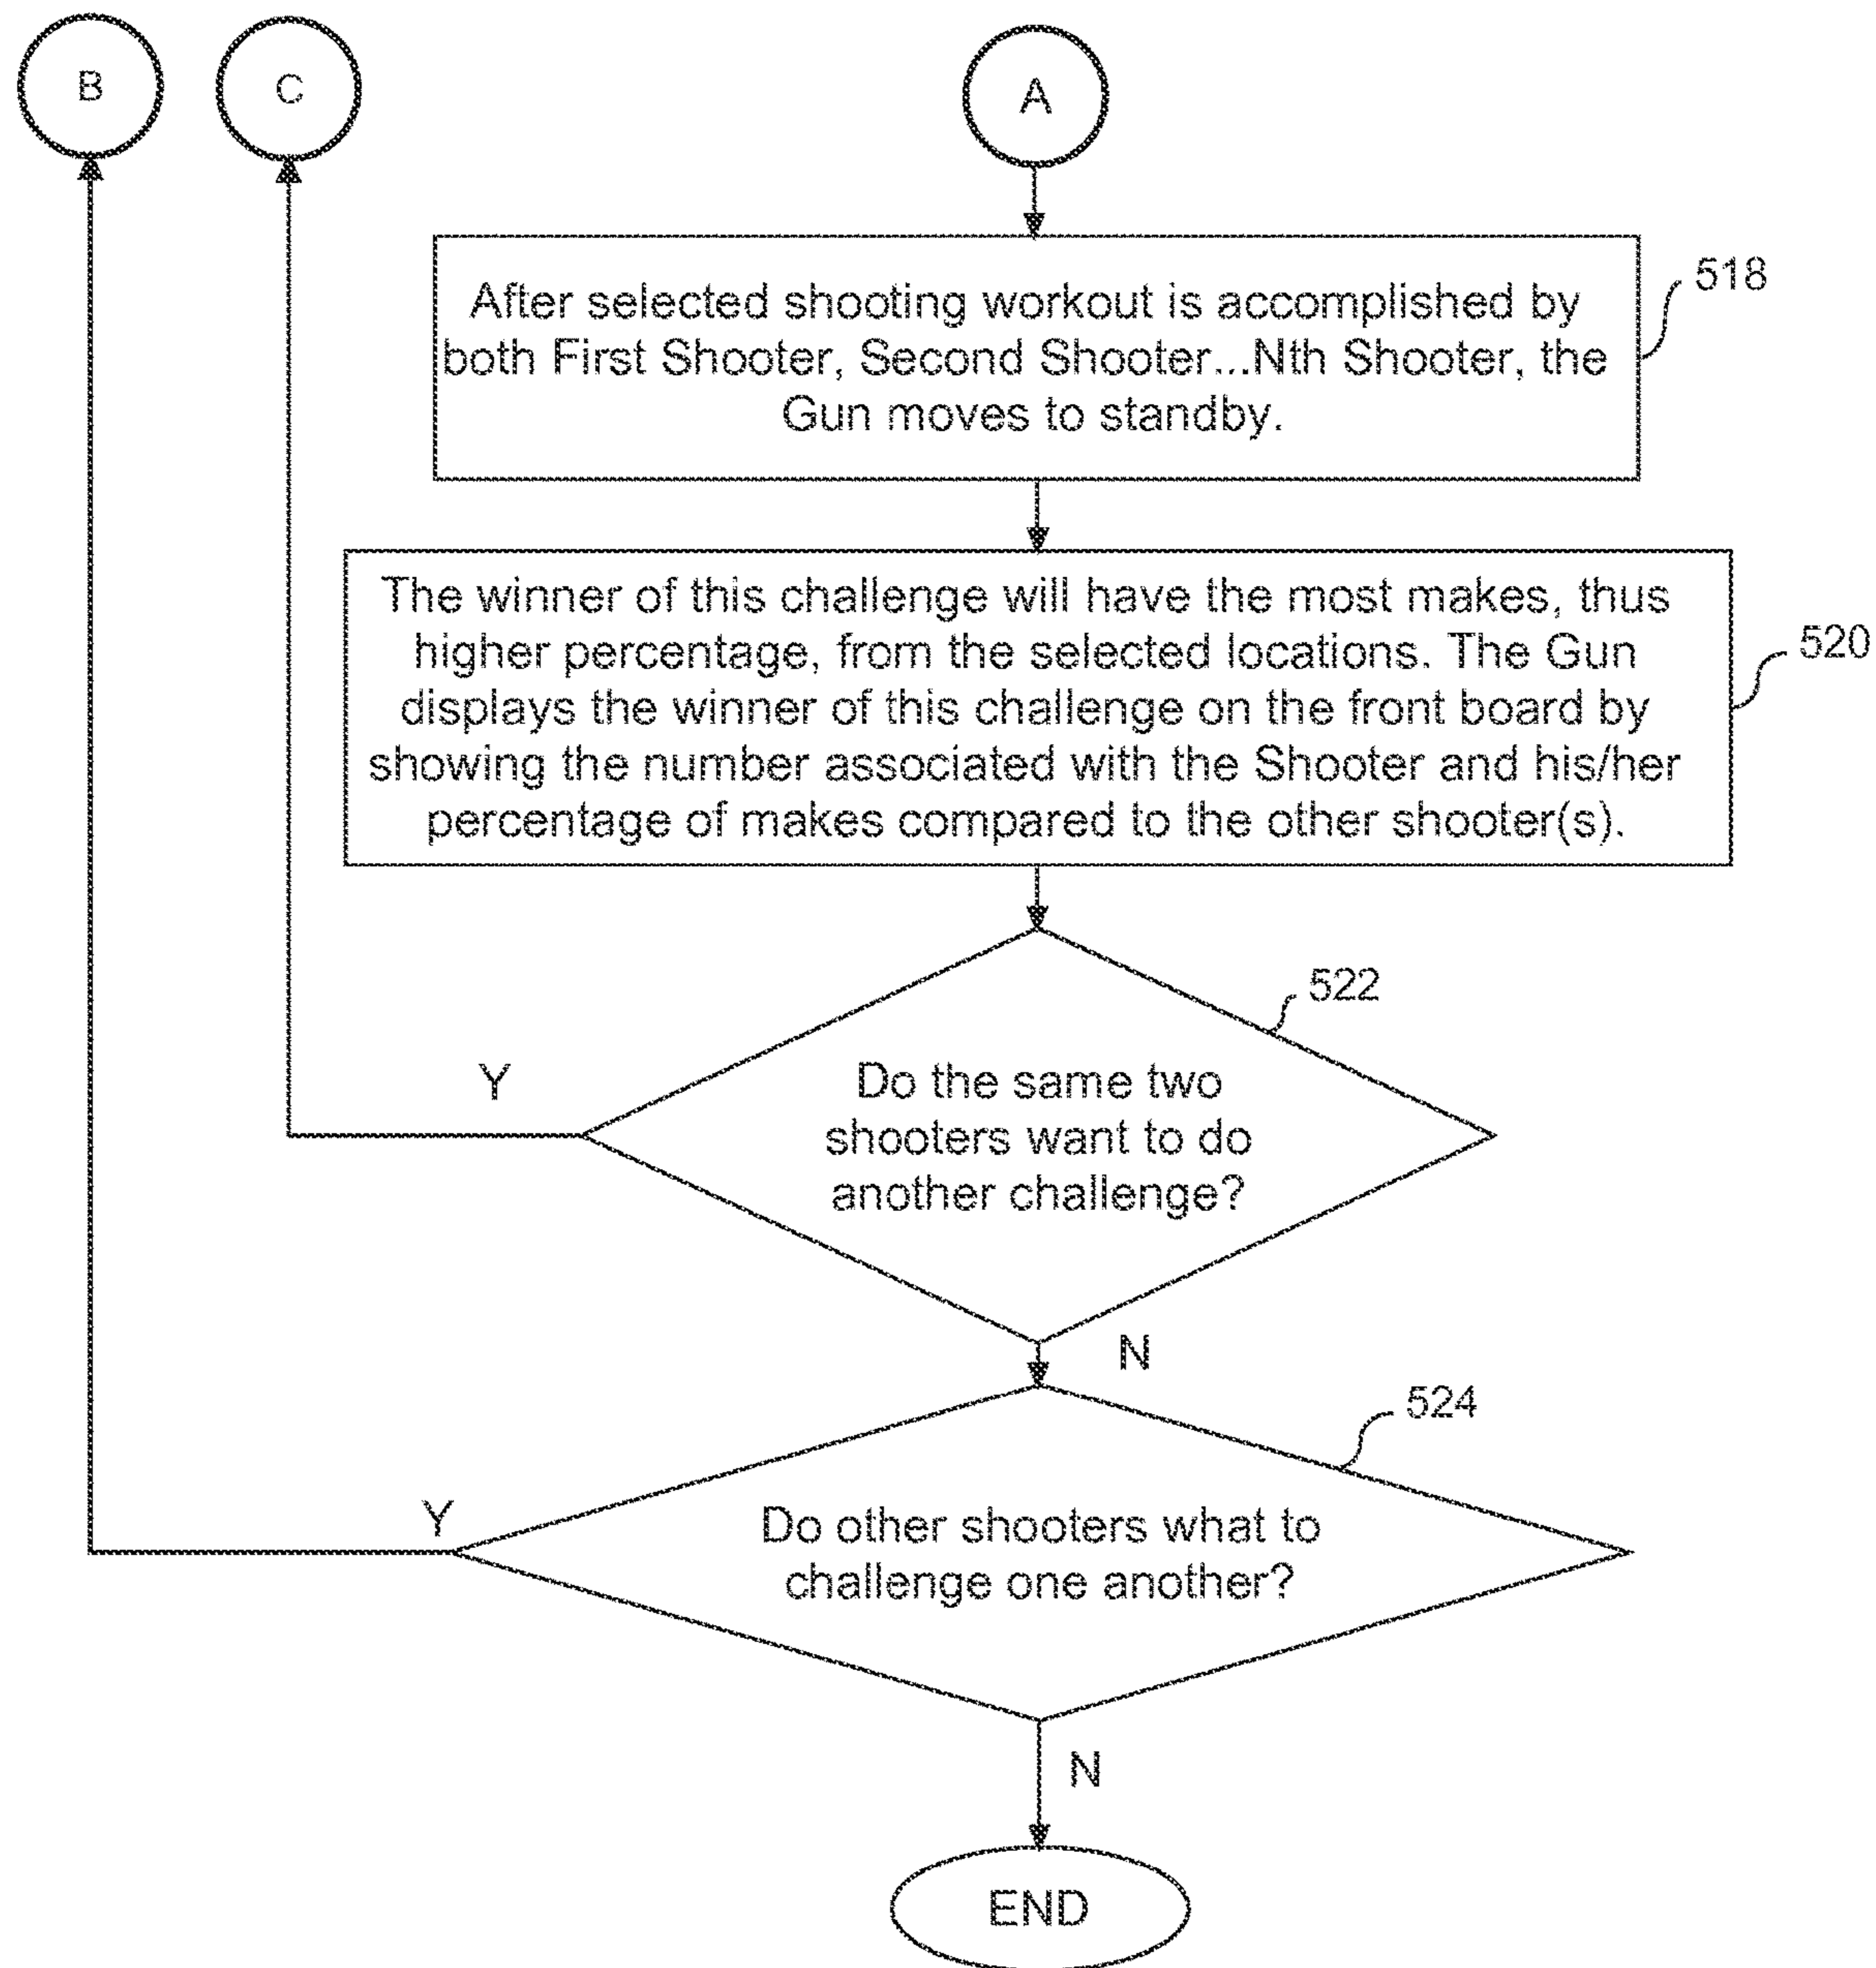 B
C
A
After selected shooting workout is accomplished by
both First Shooter, Second Shooter...Nth Shooter, the
Gun moves to standby.
518
The winner of this challenge will have the most makes, thus
higher percentage, from the selected locations. The Gun
displays the winner of this challenge on the front board by
showing the number associated with the Shooter and his/her
percentage of makes compared to the other shooter(s).
520
522
Y
Do the same two
shooters want to do
another challenge?
N
524
Y
Do other shooters what to
challenge one another?
N
END